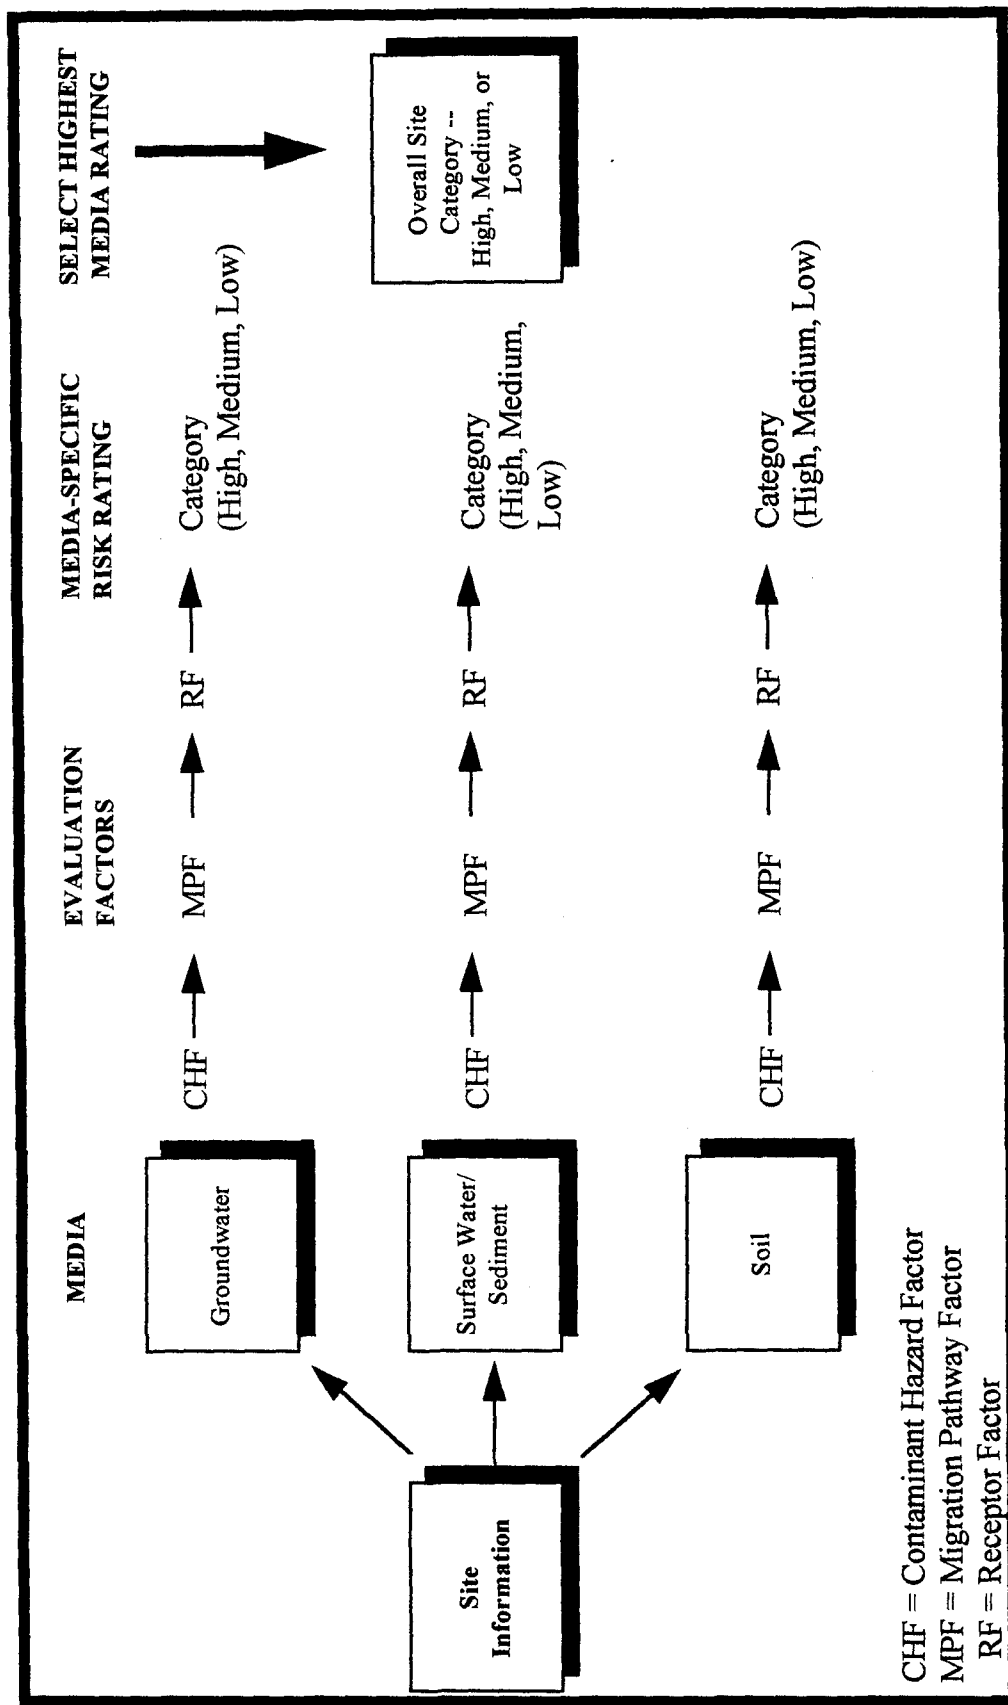 MEDIA
EVALUATION
FACTORS
MEDIA-SPECIFIC
RISK RATING
SELECT HIGHEST
MEDIA RATING
Site
Information
Groundwater
CHF
MPF
RF
Category
(High, Medium, Low)
Surface Water/
Sediment
CHF
MPF
RF
Category
(High, Medium,
Low)
Soil
CHF
MPF
RF
Category
(High, Medium, Low)
Overall Site
Category --
High, Medium, or
Low
CHF = Contaminant Hazard Factor
MPF = Migration Pathway Factor
RF = Receptor Factor